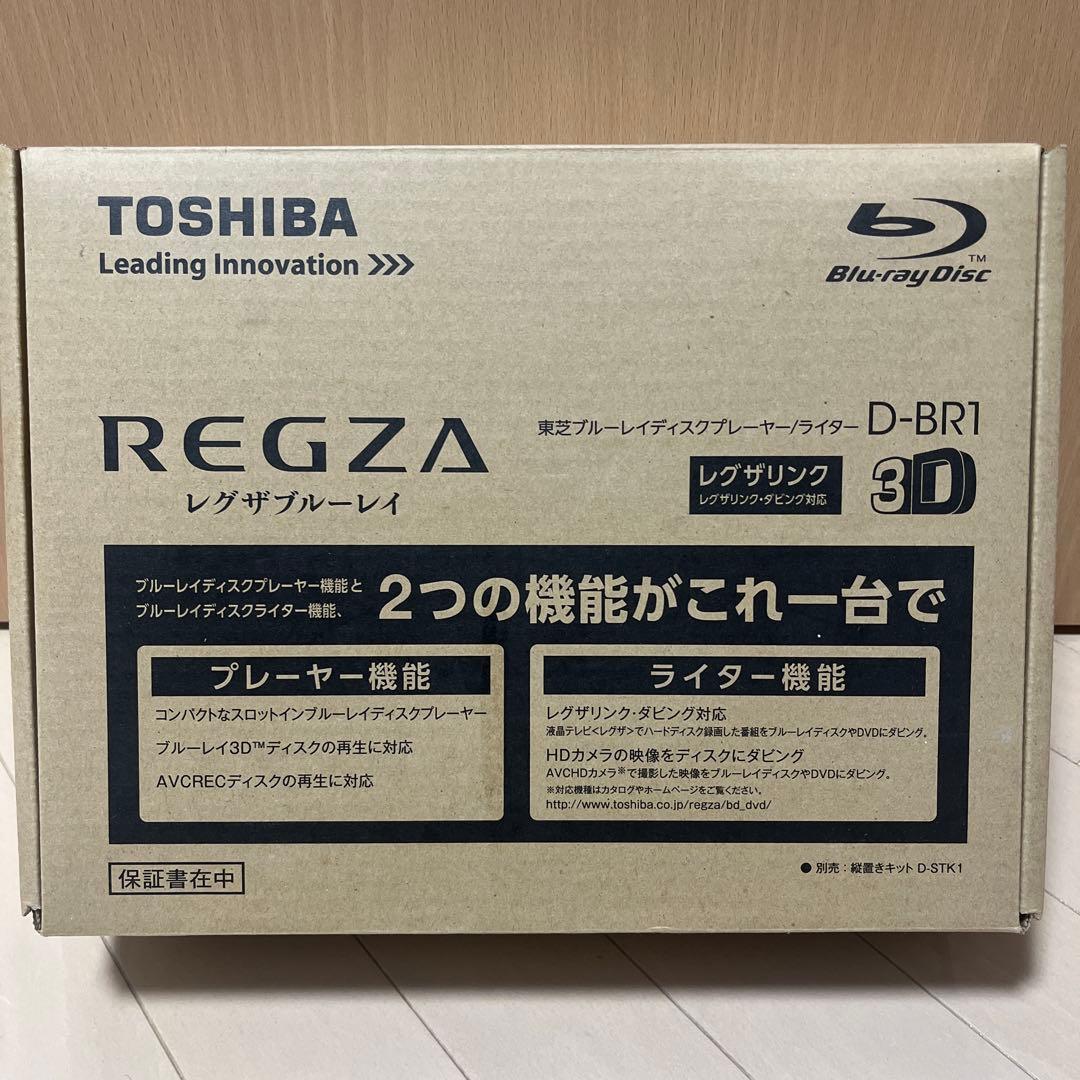 TOSHIBA
Leading Innovation >>>
Blu-ray Disc™
REGZA
レグザブルーレイ
東芝ブルーレイディスクプレーヤー/ライター D-BR1
レグザリンク
レグザリンク・ダビング対応
3D
ブルーレイディスクプレーヤー機能と
ブルーレイディスクライター機能、
2つの機能がこれ一台で
プレーヤー機能
コンパクトなスロットインブルーレイディスクプレーヤー
ブルーレイ3D™ディスクの再生に対応
AVCRECディスクの再生に対応
ライター機能
レグザリンク・ダビング対応
液晶テレビ<レグザ>でハードディスク録画した番組をブルーレイディスクやDVDにダビング。
HDカメラの映像をディスクにダビング
AVCHDカメラ※で撮影した映像をブルーレイディスクやDVDにダビング。
※対応機種はカタログやホームページをご覧ください。
http://www.toshiba.co.jp/regza/bd_dvd/
保証書在中
●別売：縦置きキット D-STK1